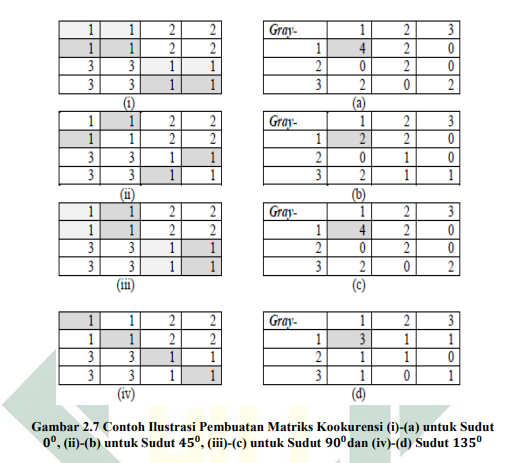 1 1 2 2
1 1 2 2
3 3 1 1
3 3 1 1
(i)
Gray- 1 2 3
1 4 2 0
2 0 2 0
3 2 0 2
(a)
1 1 2 2
1 1 2 2
3 3 1 1
3 3 1 1
(ii)
Gray- 1 2 3
1 2 2 0
2 0 1 0
3 2 1 1
(b)
1 1 2 2
1 1 2 2
3 3 1 1
3 3 1 1
(iii)
Gray- 1 2 3
1 4 2 0
2 0 2 0
3 2 0 2
(c)
1 1 2 2
1 1 2 2
3 3 1 1
3 3 1 1
(iv)
Gray- 1 2 3
1 3 1 1
2 1 1 0
3 1 0 1
(d)
Gambar 2.7 Contoh Ilustrasi Pembuatan Matriks Kookurensi (i)-(a) untuk Sudut
0⁰, (ii)-(b) untuk Sudut 45⁰, (iii)-(c) untuk Sudut 90⁰dan (iv)-(d) Sudut 135⁰